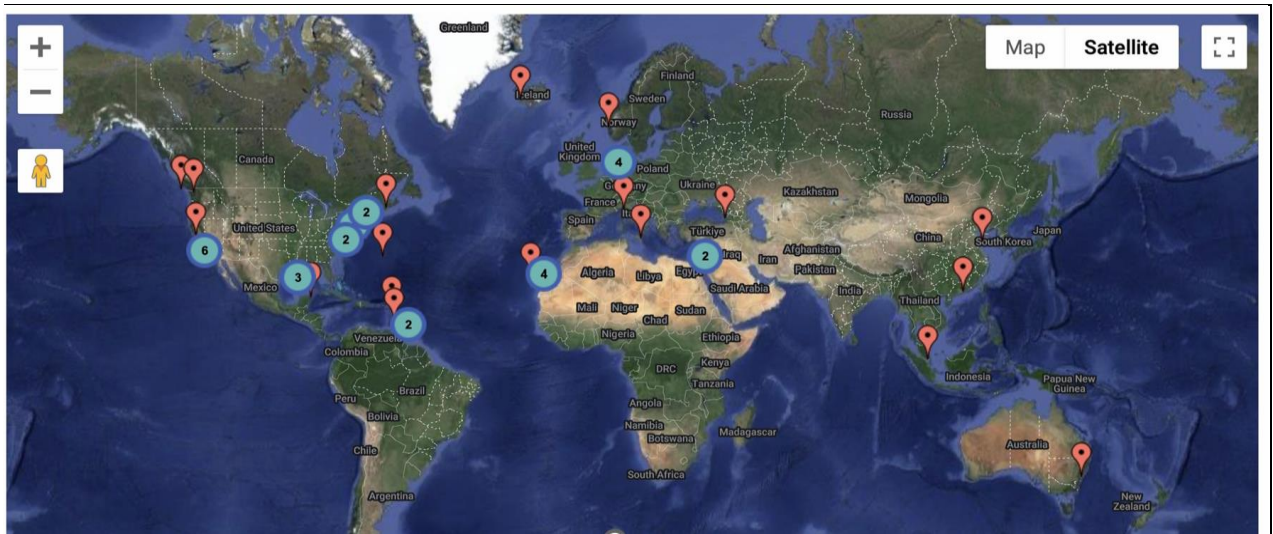 Greenland
+
Map
Satellite
−
Iceland
Finland
Sweden
Norway
Russia
Canada
United
Kingdom
4
Poland
Germany
Ukraine
Kazakhstan
Mongolia
France
Spain
2
United States
2
6
Türkiye
China
South Korea
Japan
2
Iraq
Iran
Afghanistan
Pakistan
3
Mexico
4
Algeria
Libya
Egypt
Saudi Arabia
India
Thailand
Mali
Niger
Sudan
Chad
2
Venezuela
Colombia
Nigeria
Ethiopia
Kenya
DRC
Tanzania
Indonesia
Papua New
Guinea
Brazil
Peru
Bolivia
Angola
Namibia
Botswana
Madagascar
Australia
Chile
South Africa
Argentina
New
Zealand